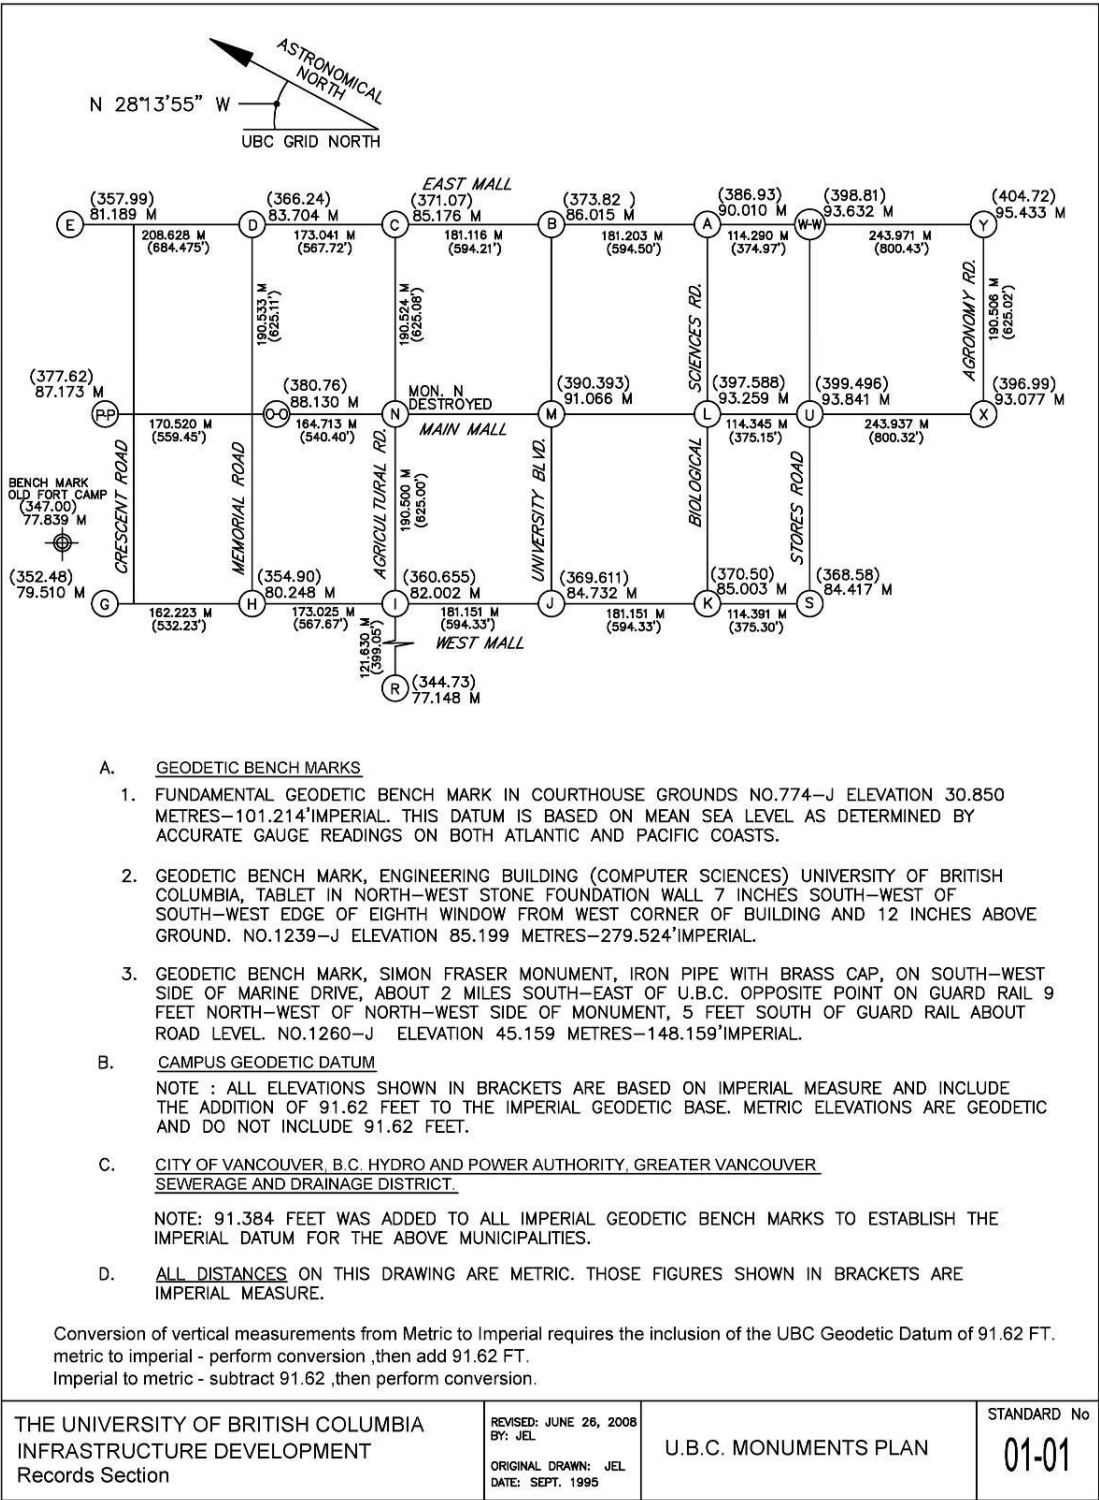 ASTRONOMICAL
NORTH
N 28°13'55" W
UBC GRID NORTH
EAST MALL
(357.99)
81.189 M
(366.24)
83.704 M
(371.07)
85.176 M
(373.82 )
86.015 M
(386.93)
90.010 M
(398.81)
93.632 M
(404.72)
95.433 M
E
D
C
B
A
W-W
Y
208.628 M
(684.475')
173.041 M
(567.72')
181.116 M
(594.21')
181.203 M
(594.50')
114.290 M
(374.97')
243.971 M
(800.43')
190.533 M
(625.11')
190.524 M
(625.08')
SCIENCES RD.
AGRONOMY RD.
190.506 M
(625.02')
(377.62)
87.173 M
(380.76)
88.130 M
MON. N
DESTROYED
(390.393)
91.066 M
(397.588)
93.259 M
(399.496)
93.841 M
(396.99)
93.077 M
P-P
O-O
N
M
L
U
X
170.520 M
(559.45')
164.713 M
(540.40')
MAIN MALL
114.345 M
(375.15')
243.937 M
(800.32')
BENCH MARK
OLD FORT CAMP
(347.00)
77.839 M
CRESCENT ROAD
MEMORIAL ROAD
AGRICULTURAL RD.
190.500 M
(625.00')
UNIVERSITY BLVD.
BIOLOGICAL
STORES ROAD
(352.48)
79.510 M
(354.90)
80.248 M
(360.655)
82.002 M
(369.611)
84.732 M
(370.50)
85.003 M
(368.58)
84.417 M
G
H
I
J
K
S
162.223 M
(532.23')
173.025 M
(567.67')
181.151 M
(594.33')
181.151 M
(594.33')
114.391 M
(375.30')
121.630 M
(399.05')
WEST MALL
R
(344.73)
77.148 M
A. GEODETIC BENCH MARKS
1. FUNDAMENTAL GEODETIC BENCH MARK IN COURTHOUSE GROUNDS NO.774-J ELEVATION 30.850
METRES-101.214'IMPERIAL. THIS DATUM IS BASED ON MEAN SEA LEVEL AS DETERMINED BY
ACCURATE GAUGE READINGS ON BOTH ATLANTIC AND PACIFIC COASTS.
2. GEODETIC BENCH MARK, ENGINEERING BUILDING (COMPUTER SCIENCES) UNIVERSITY OF BRITISH
COLUMBIA, TABLET IN NORTH-WEST STONE FOUNDATION WALL 7 INCHES SOUTH-WEST OF
SOUTH-WEST EDGE OF EIGHTH WINDOW FROM WEST CORNER OF BUILDING AND 12 INCHES ABOVE
GROUND. NO.1239-J ELEVATION 85.199 METRES-279.524'IMPERIAL.
3. GEODETIC BENCH MARK, SIMON FRASER MONUMENT, IRON PIPE WITH BRASS CAP, ON SOUTH-WEST
SIDE OF MARINE DRIVE, ABOUT 2 MILES SOUTH-EAST OF U.B.C. OPPOSITE POINT ON GUARD RAIL 9
FEET NORTH-WEST OF NORTH-WEST SIDE OF MONUMENT, 5 FEET SOUTH OF GUARD RAIL ABOUT
ROAD LEVEL. NO.1260-J ELEVATION 45.159 METRES-148.159'IMPERIAL.
B. CAMPUS GEODETIC DATUM
NOTE : ALL ELEVATIONS SHOWN IN BRACKETS ARE BASED ON IMPERIAL MEASURE AND INCLUDE
THE ADDITION OF 91.62 FEET TO THE IMPERIAL GEODETIC BASE. METRIC ELEVATIONS ARE GEODETIC
AND DO NOT INCLUDE 91.62 FEET.
C. CITY OF VANCOUVER, B.C. HYDRO AND POWER AUTHORITY, GREATER VANCOUVER
SEWERAGE AND DRAINAGE DISTRICT.
NOTE: 91.384 FEET WAS ADDED TO ALL IMPERIAL GEODETIC BENCH MARKS TO ESTABLISH THE
IMPERIAL DATUM FOR THE ABOVE MUNICIPALITIES.
D. ALL DISTANCES ON THIS DRAWING ARE METRIC. THOSE FIGURES SHOWN IN BRACKETS ARE
IMPERIAL MEASURE.
Conversion of vertical measurements from Metric to Imperial requires the inclusion of the UBC Geodetic Datum of 91.62 FT.
metric to imperial - perform conversion ,then add 91.62 FT.
Imperial to metric - subtract 91.62 ,then perform conversion.
THE UNIVERSITY OF BRITISH COLUMBIA
INFRASTRUCTURE DEVELOPMENT
Records Section
REVISED: JUNE 26, 2008
BY: JEL
ORIGINAL DRAWN: JEL
DATE: SEPT. 1995
U.B.C. MONUMENTS PLAN
STANDARD No
01-01